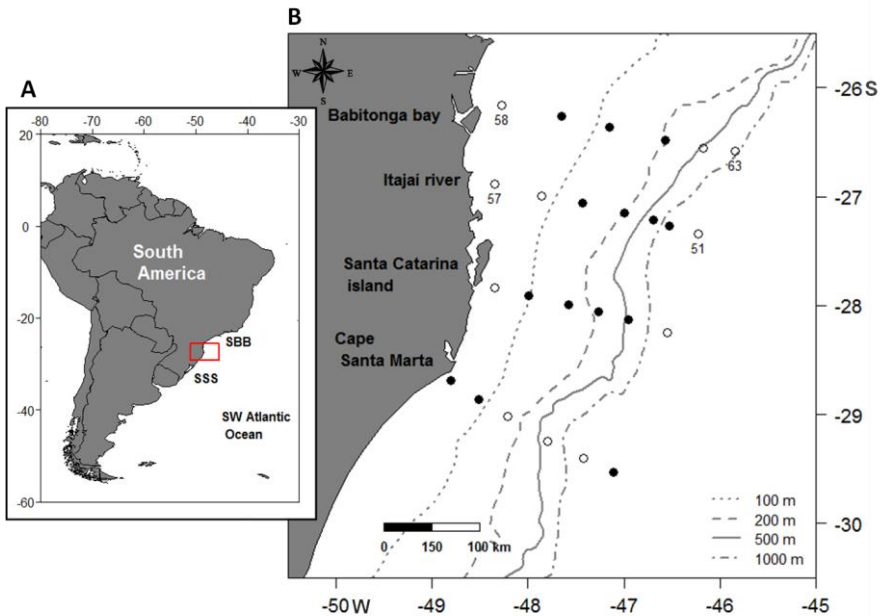 B
A
N
W E
S
-80 -70 -60 -50 -40 -30
20
0
-20
-40
-60
South
America
SBB
SSS
SW Atlantic
Ocean
Babitonga bay
Itajai river
Santa Catarina
island
Cape
Santa Marta
58
57
63
51
0 150 100 km
100 m
200 m
500 m
1000 m
-26S
-27
-28
-29
-30
-50W -49 -48 -47 -46 -45